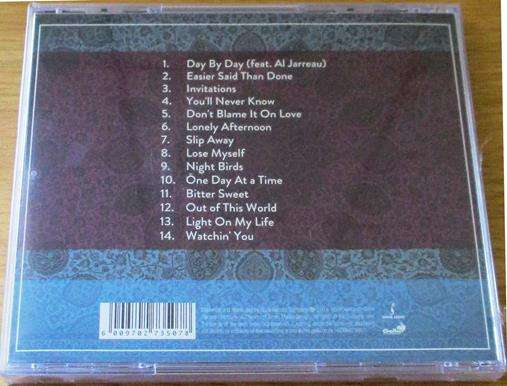 1. Day By Day (feat. Al Jarreau)
2. Easier Said Than Done
3. Invitations
4. You'll Never Know
5. Don't Blame It On Love
6. Lonely Afternoon
7. Slip Away
8. Lose Myself
9. Night Birds
10. One Day At a Time
11. Bitter Sweet
12. Out of This World
13. Light On My Life
14. Watchin' You
6 009702 735078